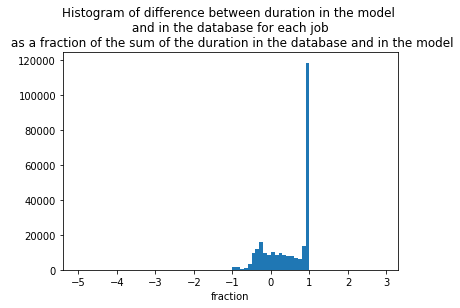 Histogram of difference between duration in the model
and in the database for each job
as a fraction of the sum of the duration in the database and in the model
120000
100000
80000
60000
40000
20000
0
−5 −4 −3 −2 −1 0 1 2 3
fraction